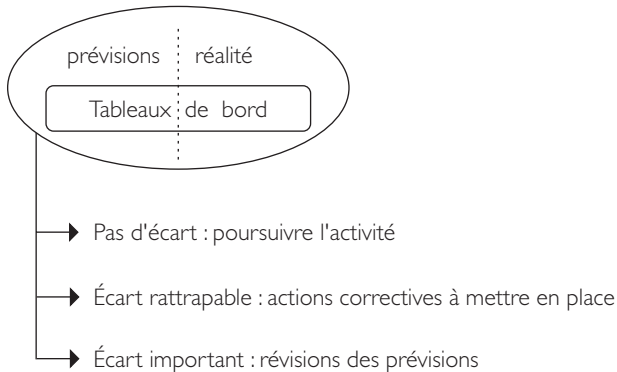 prévisions réalité
Tableaux de bord
Pas d'écart : poursuivre l'activité
Écart rattrapable : actions correctives à mettre en place
Écart important : révisions des prévisions